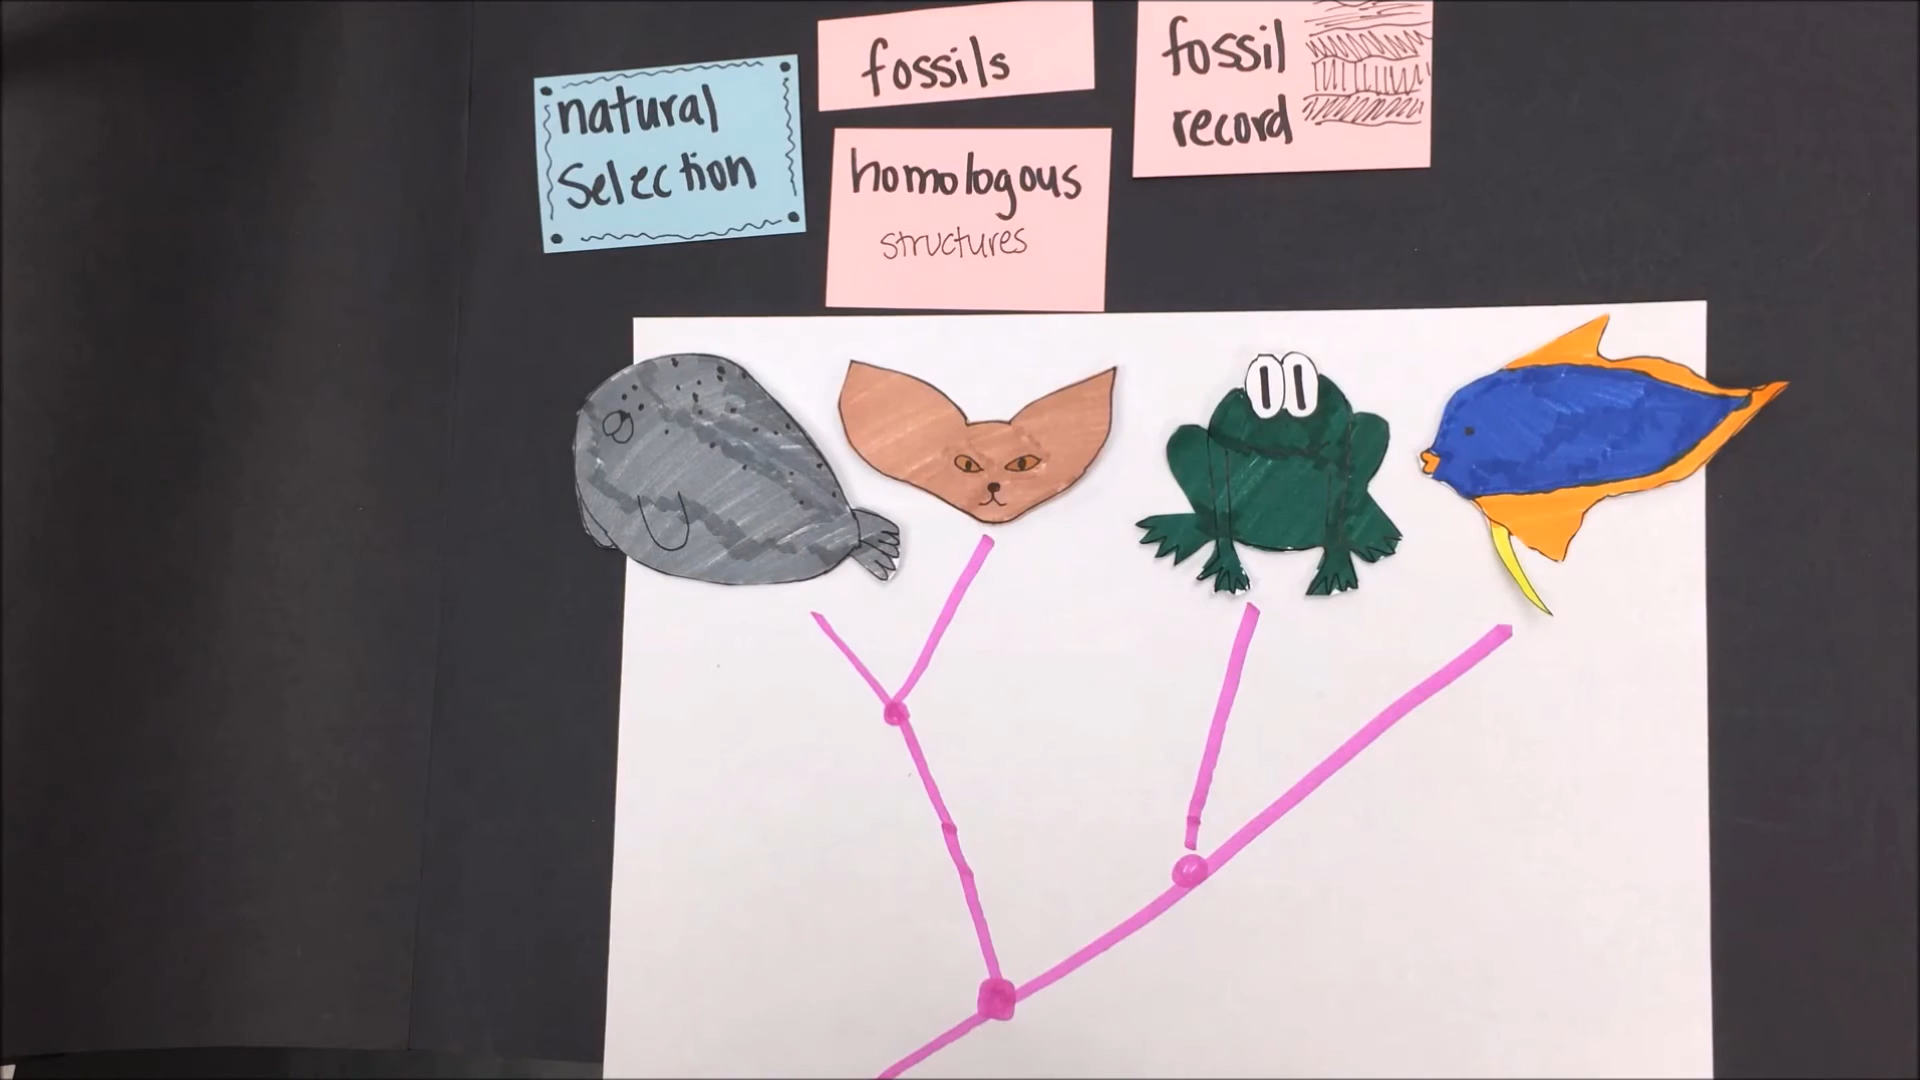 natural
Selection
fossils
homologous
structures
fossil
record